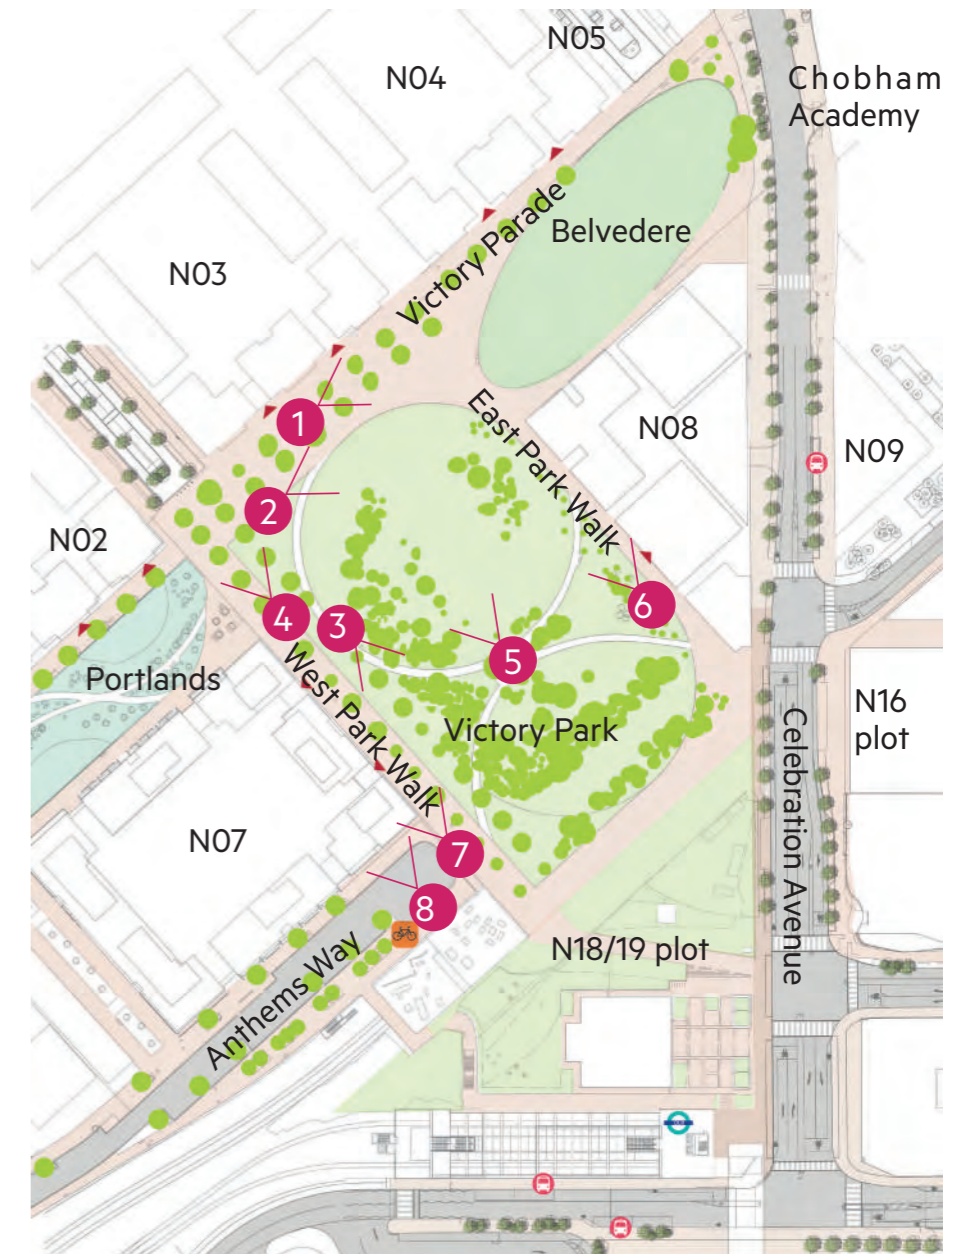 N05
N04
Chobham
Academy
Victory Parade
Belvedere
N03
East Park Walk
N08
N09
1
2
N02
6
4
3
5
West Park Walk
Portlands
Victory Park
N16
plot
Celebration Avenue
N07
7
8
N18/19 plot
Anthems Way